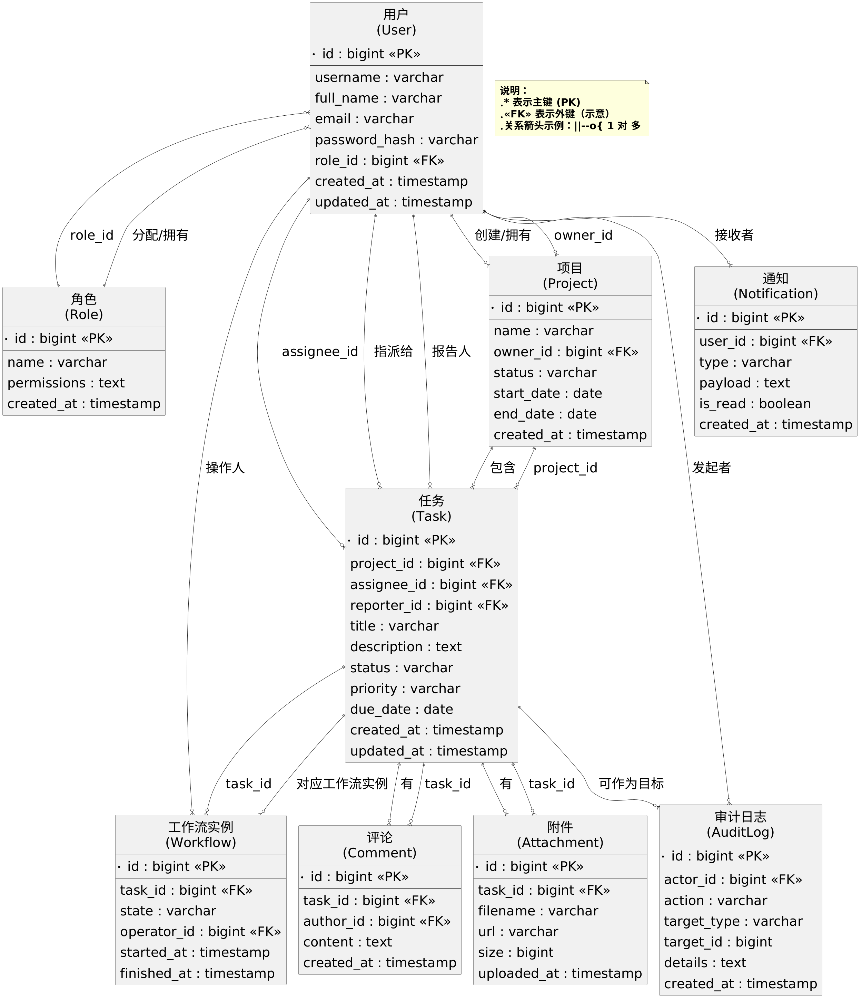 用户
(User)
id : bigint «PK»
username : varchar
full_name : varchar
email : varchar
password_hash : varchar
role_id : bigint «FK»
created_at : timestamp
updated_at : timestamp
说明：
.* 表示主键 (PK)
.«FK» 表示外键（示意）
.关系箭头示例：||--o{ 1 对 多
role_id
分配/拥有
创建/拥有
owner_id
接收者
角色
(Role)
id : bigint «PK»
name : varchar
permissions : text
created_at : timestamp
项目
(Project)
id : bigint «PK»
name : varchar
owner_id : bigint «FK»
status : varchar
start_date : date
end_date : date
created_at : timestamp
通知
(Notification)
id : bigint «PK»
user_id : bigint «FK»
type : varchar
payload : text
is_read : boolean
created_at : timestamp
assignee_id
指派给
报告人
操作人
包含
project_id
发起者
任务
(Task)
id : bigint «PK»
project_id : bigint «FK»
assignee_id : bigint «FK»
reporter_id : bigint «FK»
title : varchar
description : text
status : varchar
priority : varchar
due_date : date
created_at : timestamp
updated_at : timestamp
task_id
对应工作流实例
有
task_id
有
task_id
可作为目标
工作流实例
(Workflow)
id : bigint «PK»
task_id : bigint «FK»
state : varchar
operator_id : bigint «FK»
started_at : timestamp
finished_at : timestamp
评论
(Comment)
id : bigint «PK»
task_id : bigint «FK»
author_id : bigint «FK»
content : text
created_at : timestamp
附件
(Attachment)
id : bigint «PK»
task_id : bigint «FK»
filename : varchar
url : varchar
size : bigint
uploaded_at : timestamp
审计日志
(AuditLog)
id : bigint «PK»
actor_id : bigint «FK»
action : varchar
target_type : varchar
target_id : bigint
details : text
created_at : timestamp